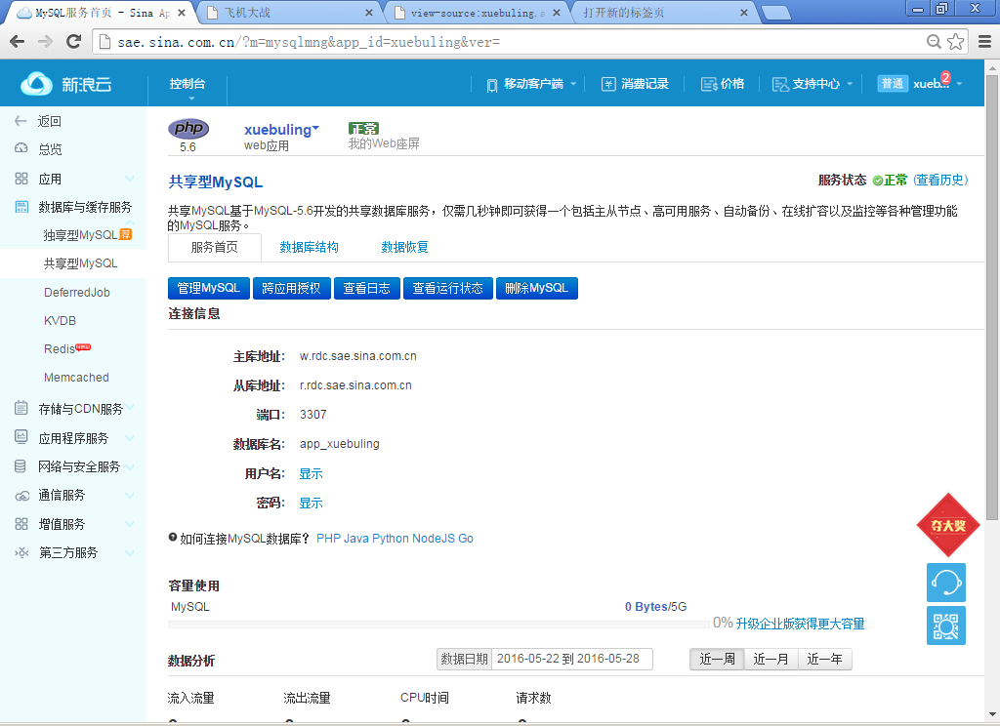 MySQL服务首页 - Sina Ap
飞机大战
view-source:xuebuling.s
打开新的标签页
sae.sina.com.cn/?m=mysqlmng&app_id=xuebuling&ver=
新浪云
控制台
移动客户端
消费记录
价格
支持中心
普通
xueb...
2
返回
总览
应用
数据库与缓存服务
独享型MySQL
荐
共享型MySQL
DeferredJob
KVDB
Redis
NEW
Memcached
存储与CDN服务
应用程序服务
网络与安全服务
通信服务
增值服务
第三方服务
php
5.6
xuebuling
web应用
正常
我的Web座屏
共享型MySQL
服务状态 正常 (查看历史)
共享MySQL基于MySQL-5.6开发的共享数据库服务，仅需几秒钟即可获得一个包括主从节点、高可用服务、自动备份、在线扩容以及监控等各种管理功能
的MySQL服务。
服务首页 数据库结构 数据恢复
管理MySQL 跨应用授权 查看日志 查看运行状态 删除MySQL
连接信息
主库地址: w.rdc.sae.sina.com.cn
从库地址: r.rdc.sae.sina.com.cn
端口: 3307
数据库名: app_xuebuling
用户名: 显示
密码: 显示
如何连接MySQL数据库? PHP Java Python NodeJS Go
夺大奖
容量使用
MySQL 0 Bytes/5G
0% 升级企业版获得更大容量
数据分析 数据日期 2016-05-22 到 2016-05-28 近一周 近一月 近一年
流入流量 流出流量 CPU时间 请求数